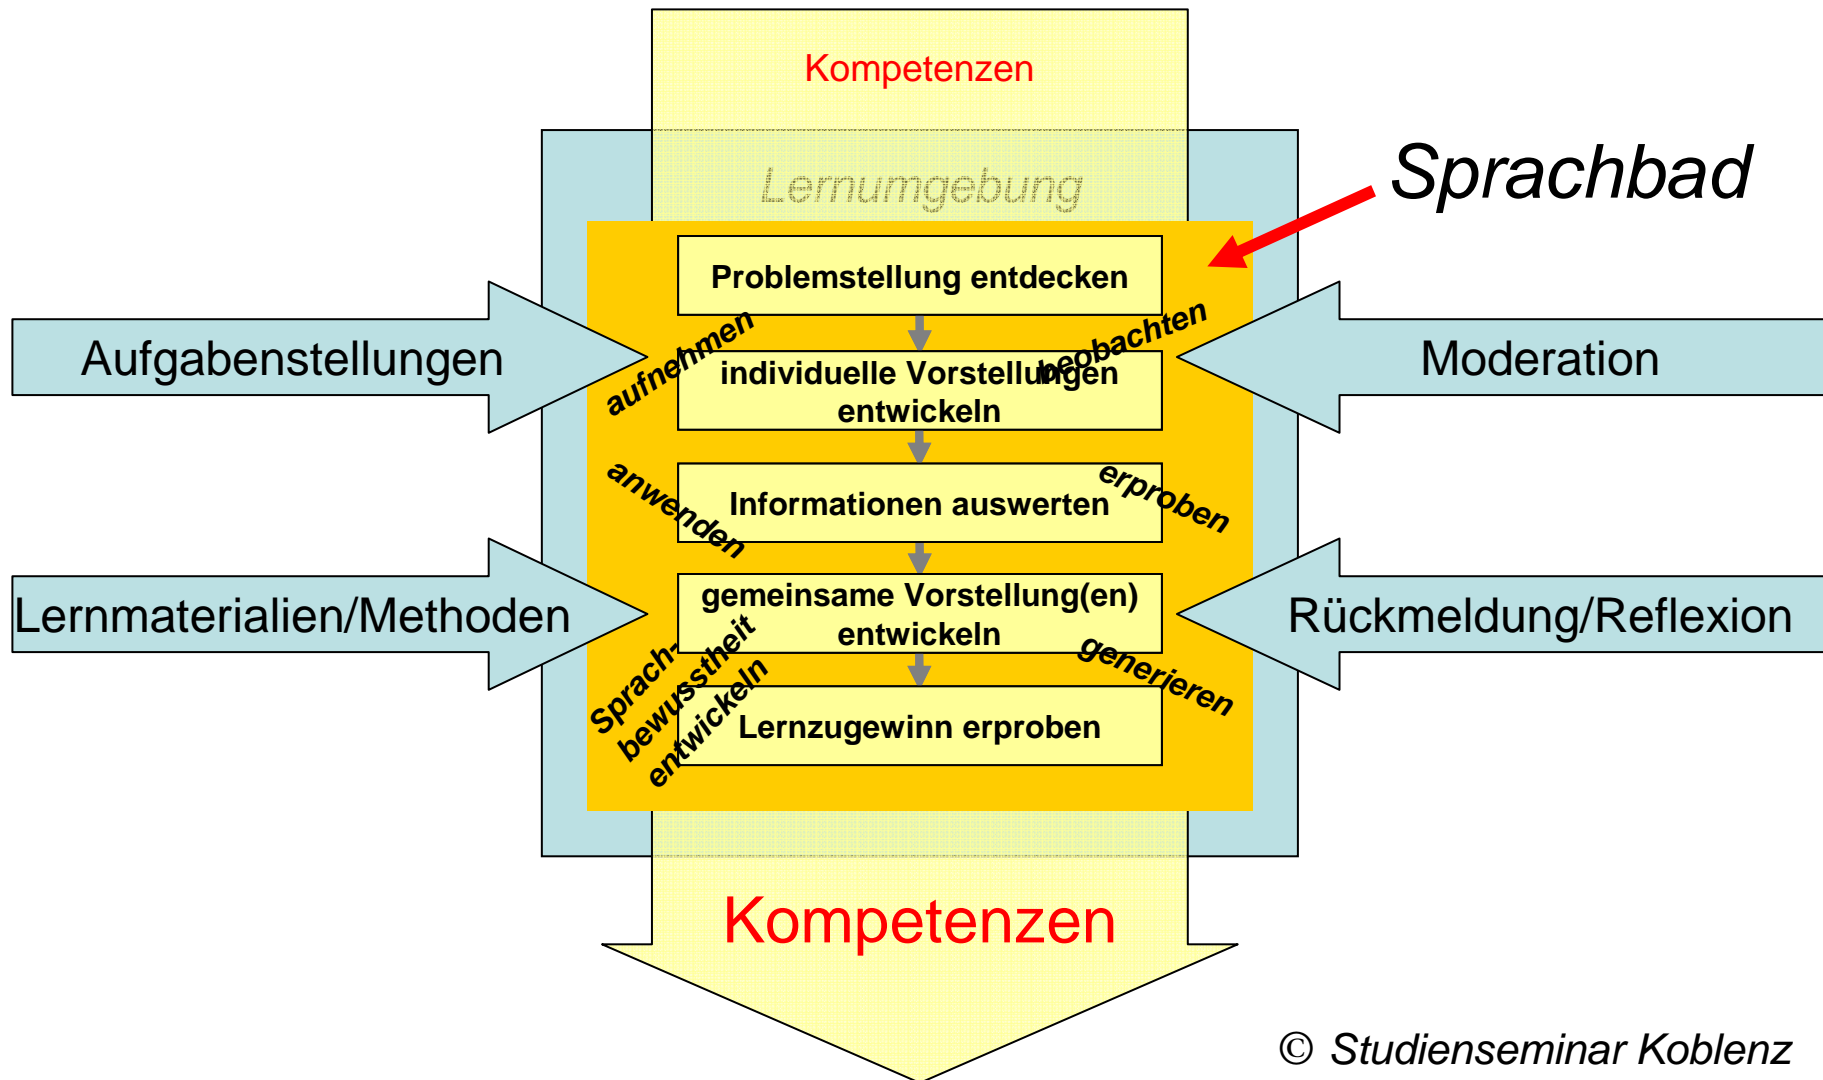 Kompetenzen
Lernumgebung
Sprachbad
Problemstellung entdecken
aufnehmen
beobachten
Aufgabenstellungen
individuelle Vorstellungen
entwickeln
Moderation
anwenden
Informationen auswerten
erproben
Lernmaterialien/Methoden
gemeinsame Vorstellung(en)
entwickeln
Rückmeldung/Reflexion
Sprach-
bewusstheit
entwickeln
generieren
Lernzugewinn erproben
Kompetenzen
© Studienseminar Koblenz